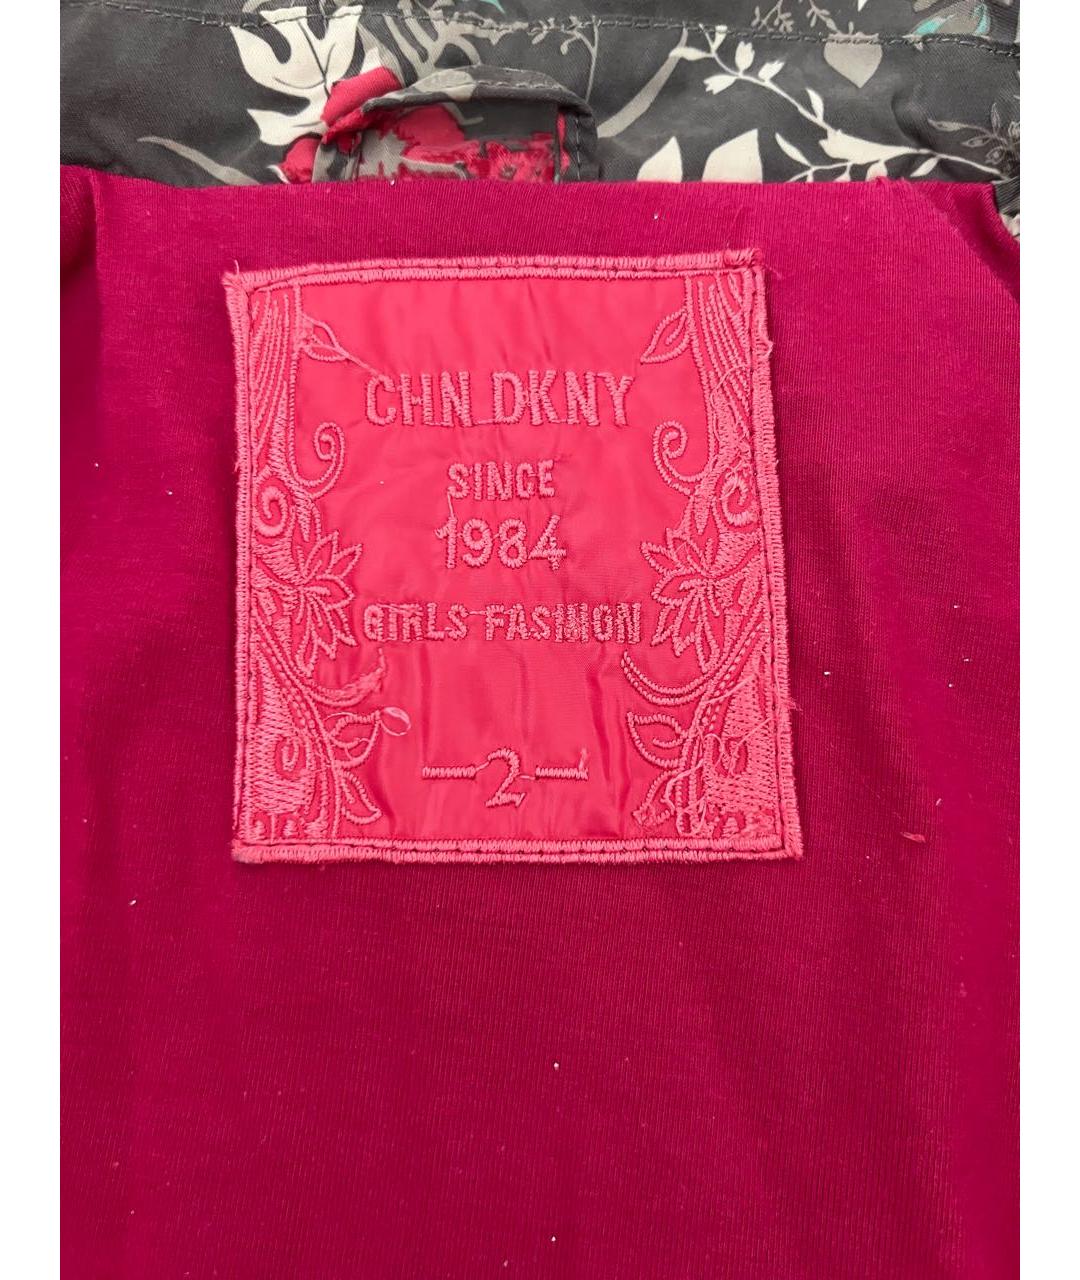 CHN DKNY
SINCE
1984
GIRLS FASHION
2